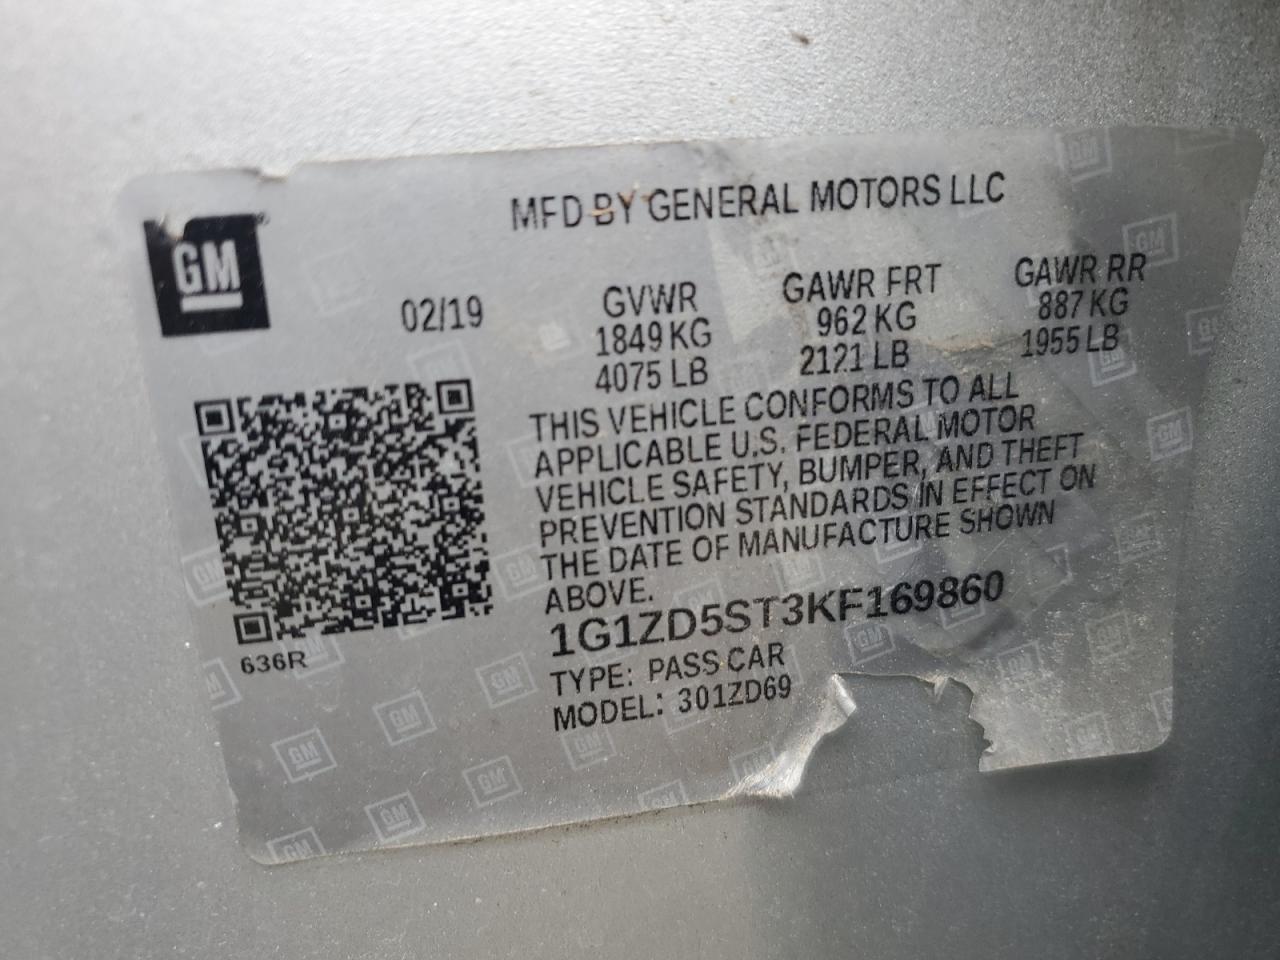 MFD BY GENERAL MOTORS LLC
GM
02/19
GVWR GAWR FRT GAWR RR
1849 KG 962 KG 887 KG
4075 LB 2121 LB 1955 LB
THIS VEHICLE CONFORMS TO ALL
APPLICABLE U.S. FEDERAL MOTOR
VEHICLE SAFETY, BUMPER, AND THEFT
PREVENTION STANDARDS IN EFFECT ON
THE DATE OF MANUFACTURE SHOWN
ABOVE.
1G1ZD5ST3KF169860
636R
TYPE: PASS CAR
MODEL: 301ZD69